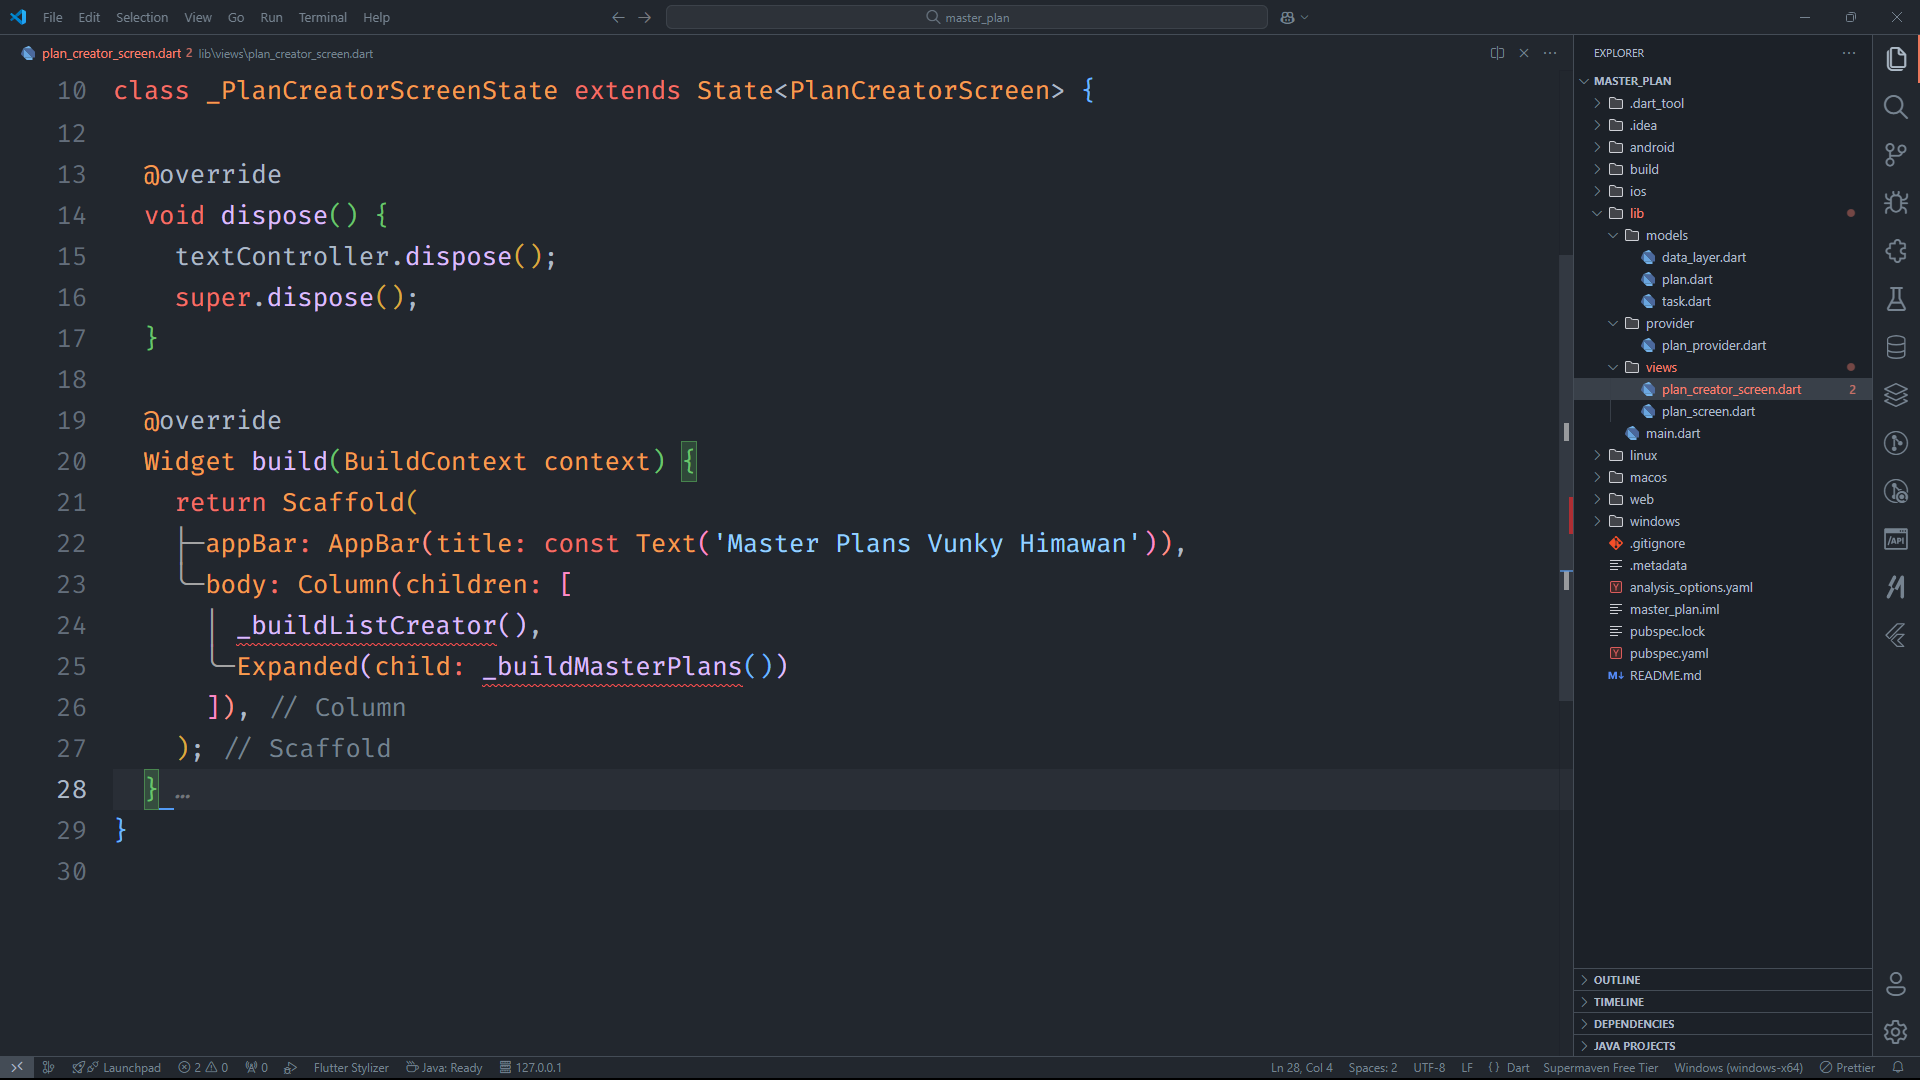 File Edit Selection View Go Run Terminal Help
master_plan
plan_creator_screen.dart 2 lib\views\plan_creator_screen.dart
10 class _PlanCreatorScreenState extends State<PlanCreatorScreen> {
12
13 @override
14 void dispose() {
15 textController.dispose();
16 super.dispose();
17 }
18
19 @override
20 Widget build(BuildContext context) {
21 return Scaffold(
22 appBar: AppBar(title: const Text('Master Plans Vunky Himawan')),
23 body: Column(children: [
24 _buildListCreator(),
25 Expanded(child: _buildMasterPlans())
26 ]), // Column
27 ); // Scaffold
28 } …
29 }
30
EXPLORER
MASTER_PLAN
.dart_tool
.idea
android
build
ios
lib
models
data_layer.dart
plan.dart
task.dart
provider
plan_provider.dart
views
plan_creator_screen.dart 2
plan_screen.dart
main.dart
linux
macos
web
windows
.gitignore
.metadata
analysis_options.yaml
master_plan.iml
pubspec.lock
pubspec.yaml
README.md
OUTLINE
TIMELINE
DEPENDENCIES
JAVA PROJECTS
Launchpad 2 0 0 Flutter Stylizer Java: Ready 127.0.0.1 Ln 28, Col 4 Spaces: 2 UTF-8 LF {} Dart Supermaven Free Tier Windows (windows-x64) Prettier